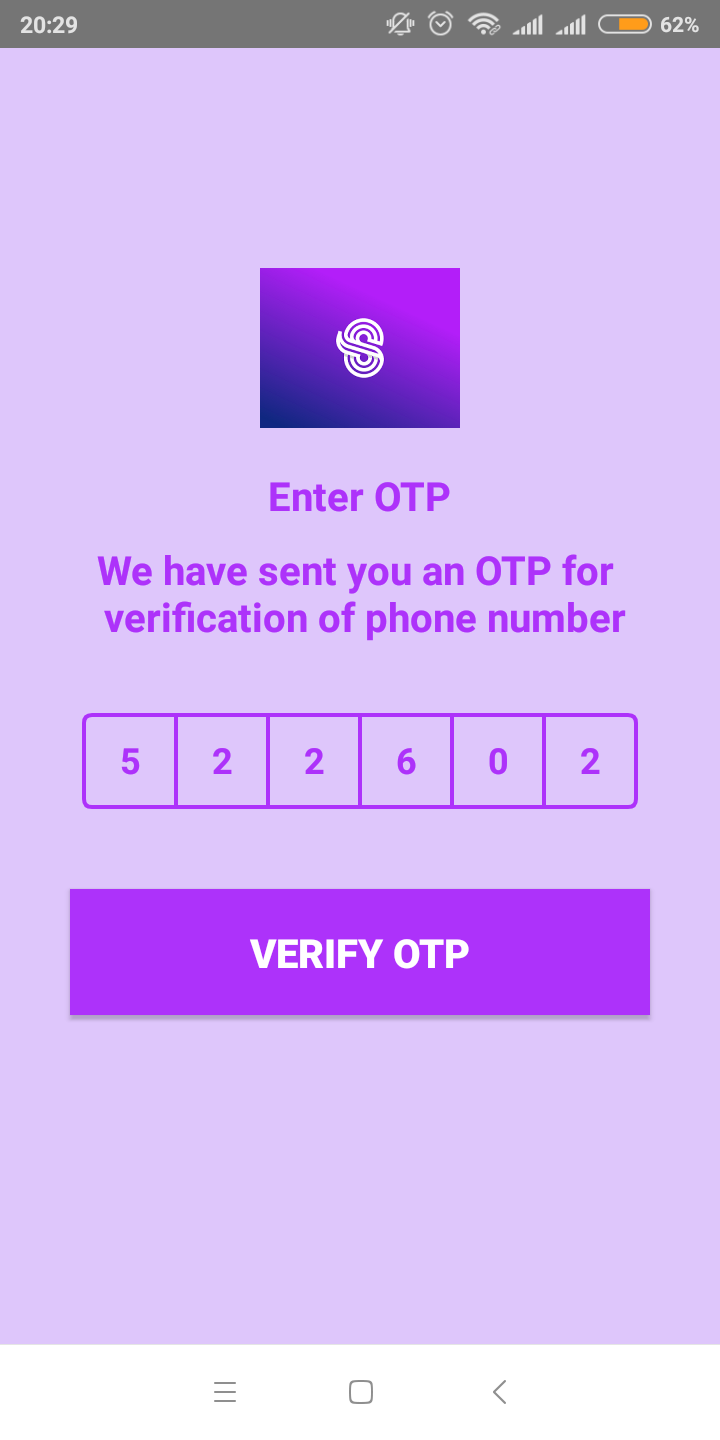 20:29 62%
Enter OTP
We have sent you an OTP for
verification of phone number
5 2 2 6 0 2
VERIFY OTP